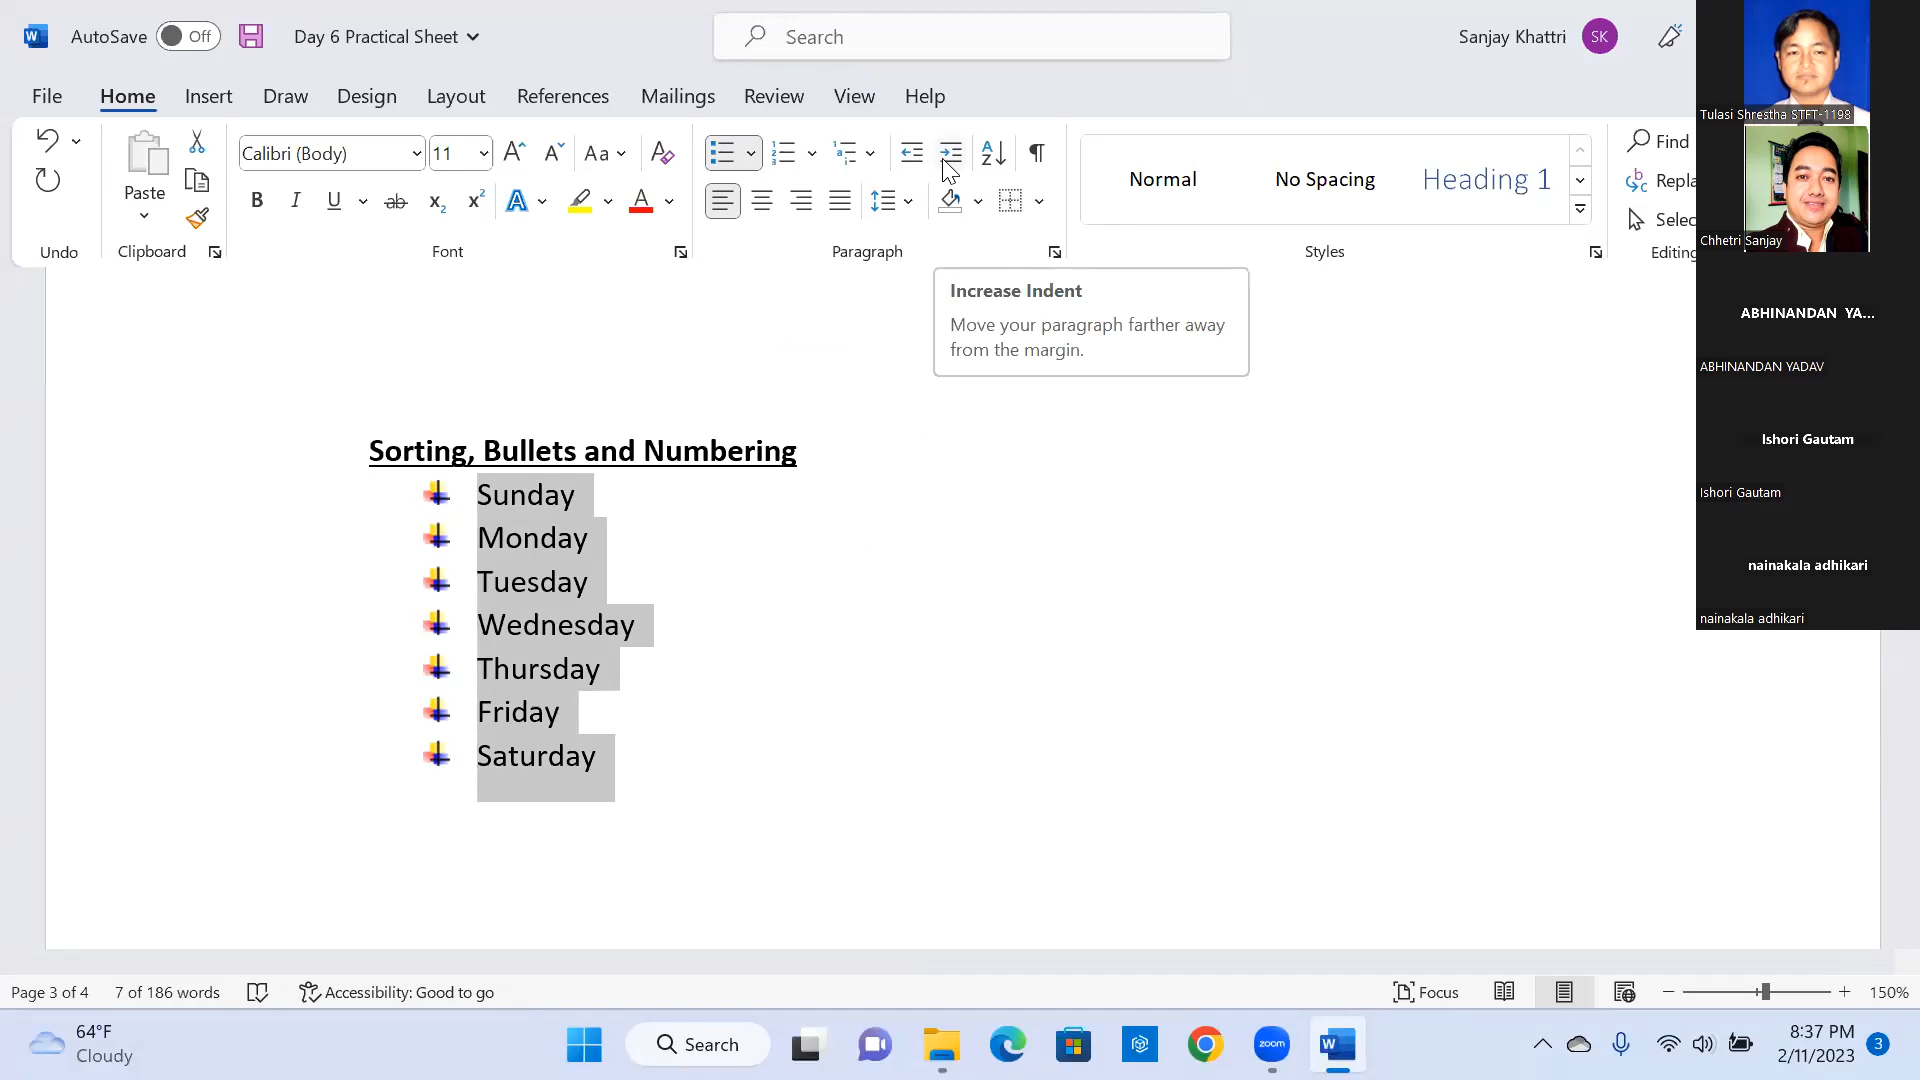 AutoSave Off Day 6 Practical Sheet Search Sanjay Khattri SK
File Home Insert Draw Design Layout References Mailings Review View Help
Calibri (Body) 11 Aa
Paste
Undo Clipboard Font Paragraph Styles Editing
Normal No Spacing Heading 1
Find
Repla
Selec
Increase Indent
Move your paragraph farther away
from the margin.
Sorting, Bullets and Numbering
Sunday
Monday
Tuesday
Wednesday
Thursday
Friday
Saturday
Tulasi Shrestha STFT-1198
Chhetri Sanjay
ABHINANDAN YA...
ABHINANDAN YADAV
Ishori Gautam
Ishori Gautam
nainakala adhikari
nainakala adhikari
Page 3 of 4 7 of 186 words Accessibility: Good to go Focus 150%
64°F
Cloudy
Search
zoom
8:37 PM
2/11/2023
3